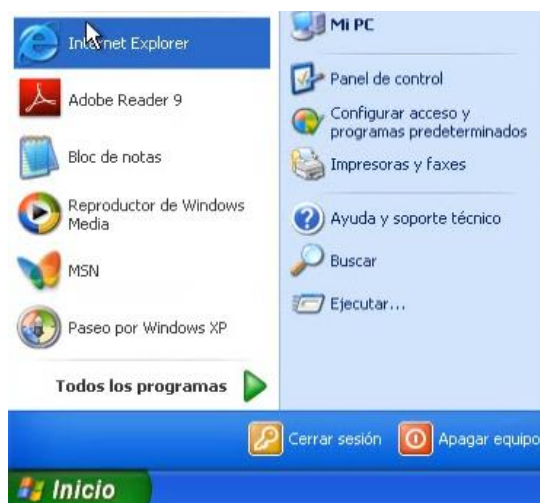 Internet Explorer
Adobe Reader 9
Bloc de notas
Reproductor de Windows
Media
MSN
Paseo por Windows XP
Todos los programas
Mi PC
Panel de control
Configurar acceso y
programas predeterminados
Impresoras y faxes
Ayuda y soporte técnico
Buscar
Ejecutar...
Cerrar sesión
Apagar equipo
Inicio